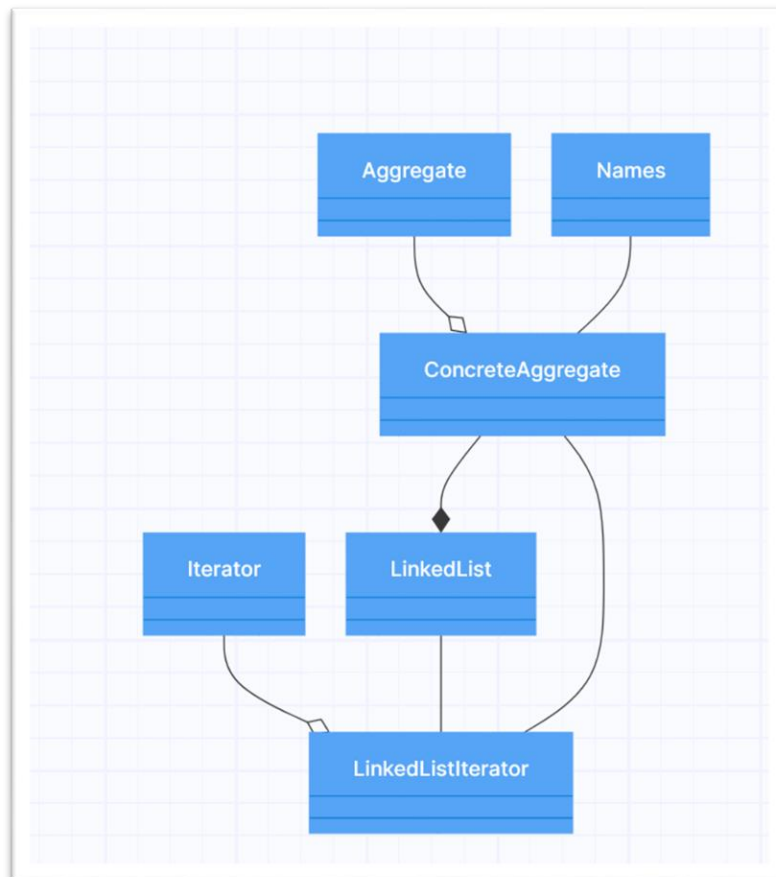 Aggregate
Names
ConcreteAggregate
Iterator
LinkedList
LinkedListIterator